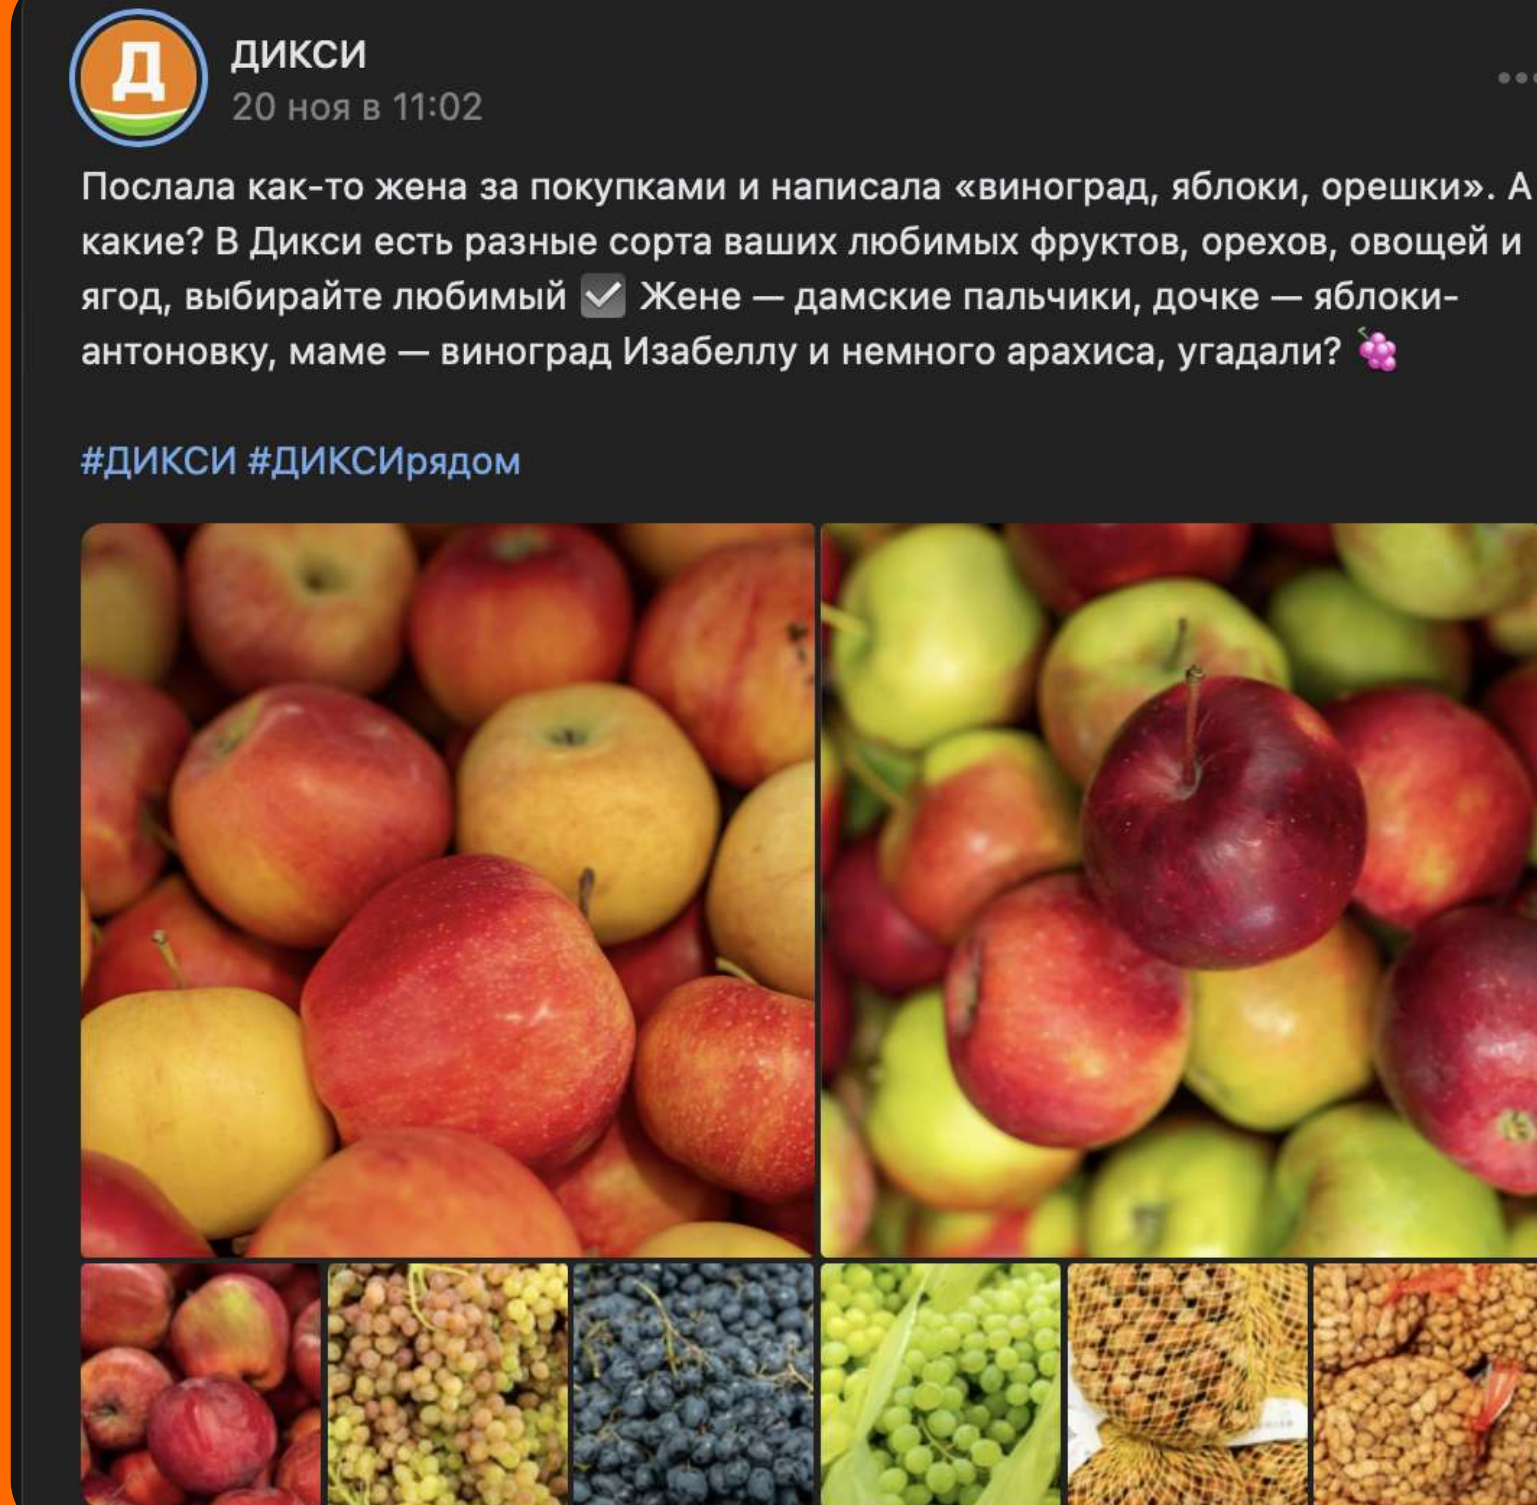 Д
ДИКСИ
20 ноя в 11:02
Послала как-то жена за покупками и написала «виноград, яблоки, орешки». А
какие? В Дикси есть разные сорта ваших любимых фруктов, орехов, овощей и
ягод, выбирайте любимый ☑ Жене — дамские пальчики, дочке — яблоки-
антоновку, маме — виноград Изабеллу и немного арахиса, угадали? 🍇
#ДИКСИ #ДИКСИрядом